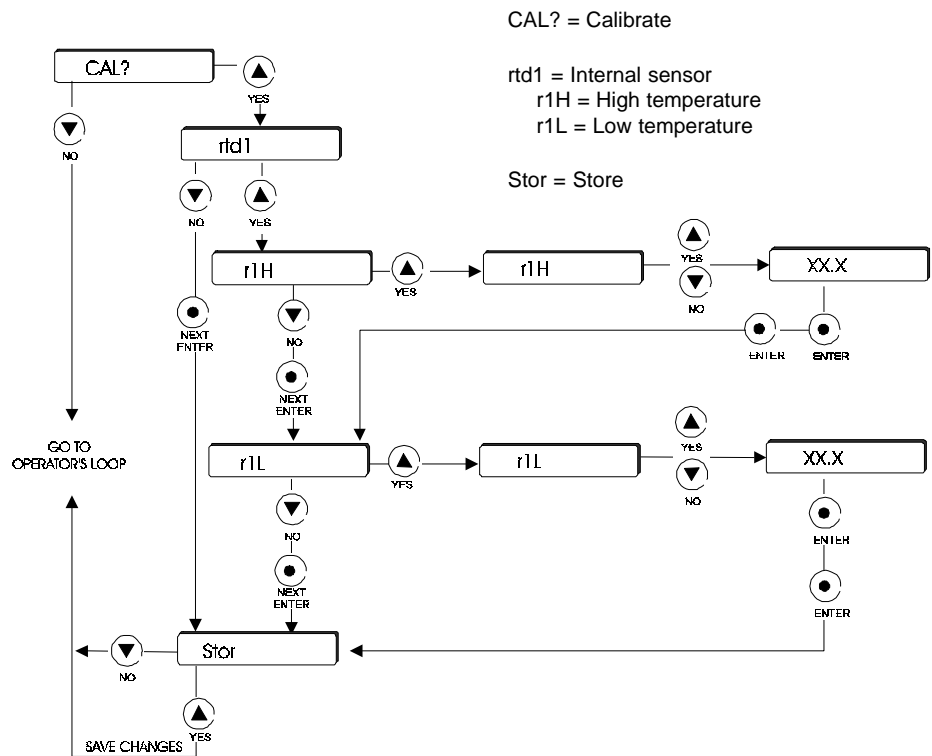 CAL? = Calibrate
CAL?
YES
rtd1 = Internal sensor
r1H = High temperature
r1L = Low temperature
NO
rtd1
Stor = Store
NO
YES
r1H
YES
r1H
YES
NO
XX.X
NEXT
ENTER
NO
ENTER
ENTER
NEXT
ENTER
GO TO
OPERATOR'S LOOP
r1L
YES
r1L
YES
NO
XX.X
NO
ENTER
NEXT
ENTER
ENTER
Stor
NO
YES
SAVE CHANGES